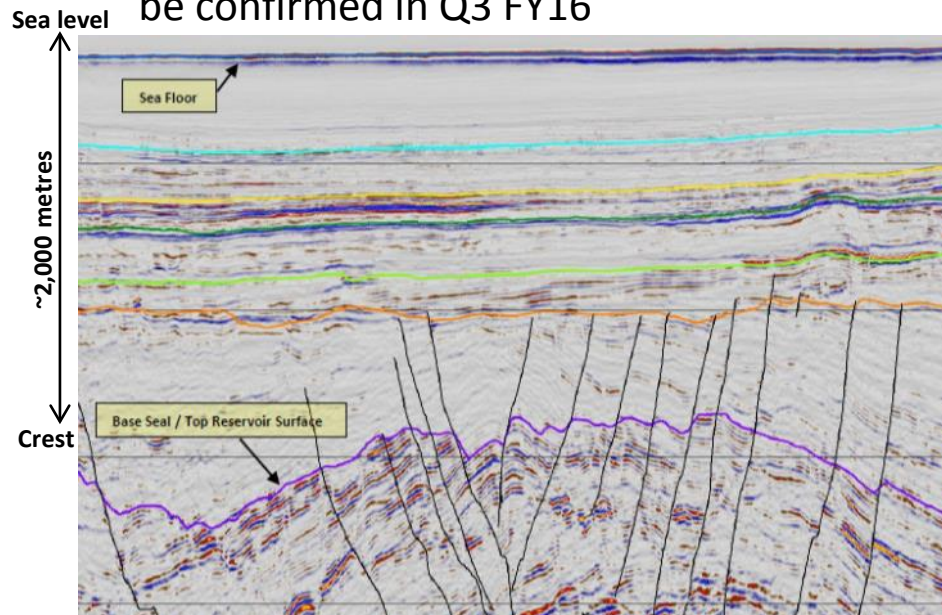 be confirmed in Q3 FY16
Sea level
Sea Floor
~2,000 metres
Base Seal / Top Reservoir Surface
Crest